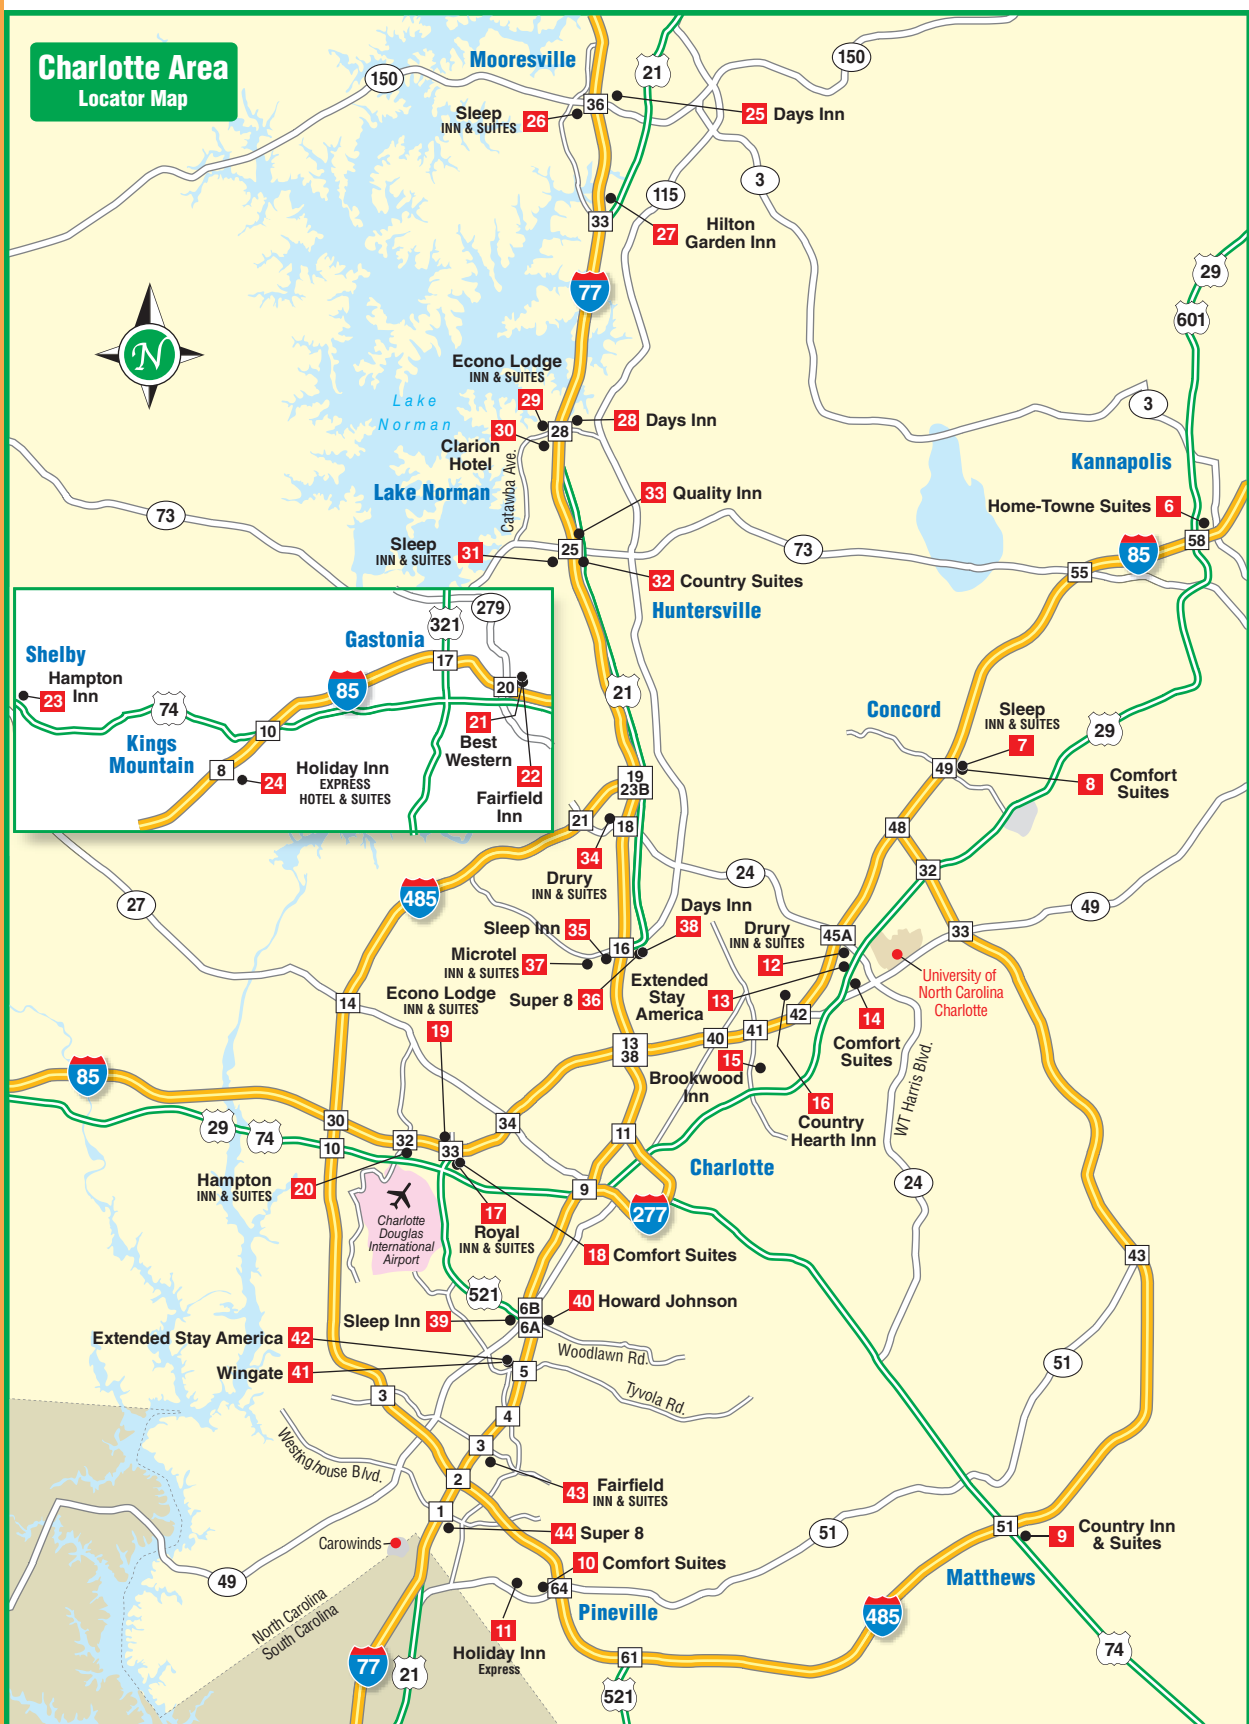 Charlotte Area
Locator Map
Mooresville
150
21
150
36
Sleep
INN & SUITES
26
25 Days Inn
115
3
33
27
Hilton
Garden Inn
77
29
601
N
Econo Lodge
INN & SUITES
29
Lake
Norman
30
28
28 Days Inn
Clarion
Hotel
3
Catawba Ave.
Lake Norman
Kannapolis
33 Quality Inn
Home-Towne Suites 6
73
58
Sleep
INN & SUITES
31
25
73
85
55
32 Country Suites
Huntersville
279
321
Gastonia
Shelby
Hampton
Inn
23
17
85
20
74
10
21
Best
Western
Kings
Mountain
8
24
Holiday Inn
EXPRESS
HOTEL & SUITES
22
Fairfield
Inn
21
Concord
Sleep
INN & SUITES
7
29
49
8
Comfort
Suites
19
23B
21
18
48
34
Drury
INN & SUITES
24
32
485
27
49
Days Inn
38
Sleep Inn 35
Drury
INN & SUITES
12
45A
33
16
Microtel
INN & SUITES
37
Super 8 36
Extended
Stay
America
13
University of
North Carolina
Charlotte
Econo Lodge
INN & SUITES
19
14
14
Comfort
Suites
42
41
40
13
38
15
Brookwood
Inn
85
16
Country
Hearth Inn
WT Harris Blvd.
29
74
30
10
32
33
34
11
Charlotte
Hampton
INN & SUITES
20
9
24
277
Charlotte
Douglas
International
Airport
17
Royal
INN & SUITES
18 Comfort Suites
43
521
6B
6A
40 Howard Johnson
Sleep Inn 39
Extended Stay America 42
Woodlawn Rd.
Wingate 41
5
51
Tyvola Rd.
3
4
Westinghouse Blvd.
3
2
43
Fairfield
INN & SUITES
1
44 Super 8
51
51
9
Country Inn
& Suites
Carowinds
10 Comfort Suites
49
64
Matthews
North Carolina
South Carolina
Pineville
11
Holiday Inn
Express
485
61
77
21
521
74